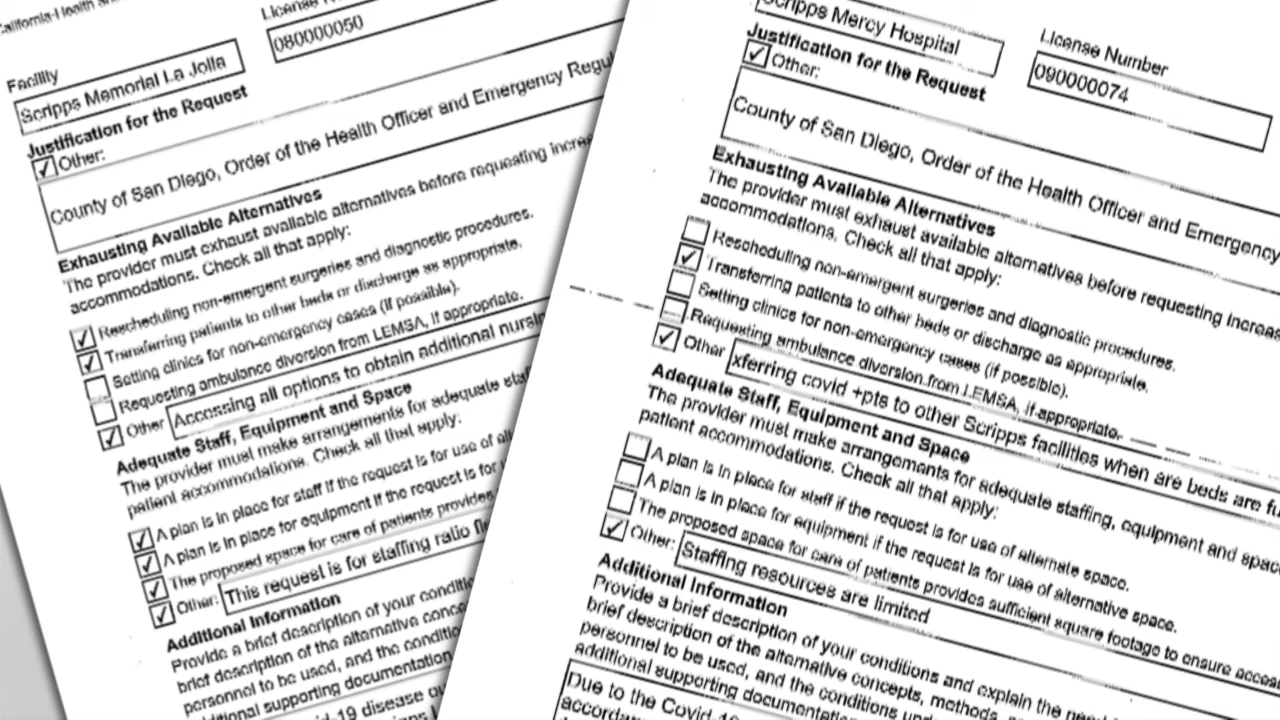 California-Health and
License
Facility
080000050
Scripps Memorial La Jolla
Justification for the Request
Other:
County of San Diego, Order of the Health Officer and Emergency Regul
Exhausting Available Alternatives
The provider must exhaust available alternatives before requesting increa
accommodations. Check all that apply:
Rescheduling non-emergent surgeries and diagnostic procedures.
Transferring patients to other beds or discharge as appropriate.
Setting clinics for non-emergency cases (if possible).
Requesting ambulance diversion from LEMSA, if appropriate.
Other Accessing all options to obtain additional nursin
Adequate Staff, Equipment and Space
The provider must make arrangements for adequate staf
patient accommodations. Check all that apply:
A plan is in place for staff if the request is for use of alt
A plan is in place for equipment if the request is for
The proposed space for care of patients provides
Other: This request is for staffing ratio fl
Additional Information
Provide a brief description of your conditi
brief description of the alternative conce
personnel to be used, and the condition
additional supporting documentation
id-19 disease ou
Scripps Mercy Hospital
License Number
Justification for the Request
090000074
Other:
County of San Diego, Order of the Health Officer and Emergency
Exhausting Available Alternatives
The provider must exhaust available alternatives before requesting increas
accommodations. Check all that apply:
Rescheduling non-emergent surgeries and diagnostic procedures.
Transferring patients to other beds or discharge as appropriate.
Setting clinics for non-emergency cases (if possible).
Requesting ambulance diversion from LEMSA, if appropriate.
Other xferring covid +pts to other Scripps facilities when are beds are fu
Adequate Staff, Equipment and Space
The provider must make arrangements for adequate staffing, equipment and space
patient accommodations. Check all that apply:
A plan is in place for staff if the request is for use of alternate space.
A plan is in place for equipment if the request is for use of alternative space.
The proposed space for care of patients provides sufficient square footage to ensure access
Other: Staffing resources are limited
Additional Information
Provide a brief description of your conditions and explain the need f
brief description of the alternative concepts, methods,
personnel to be used, and the conditions
additional supporting documentation
Due to the Covid-19
accordan